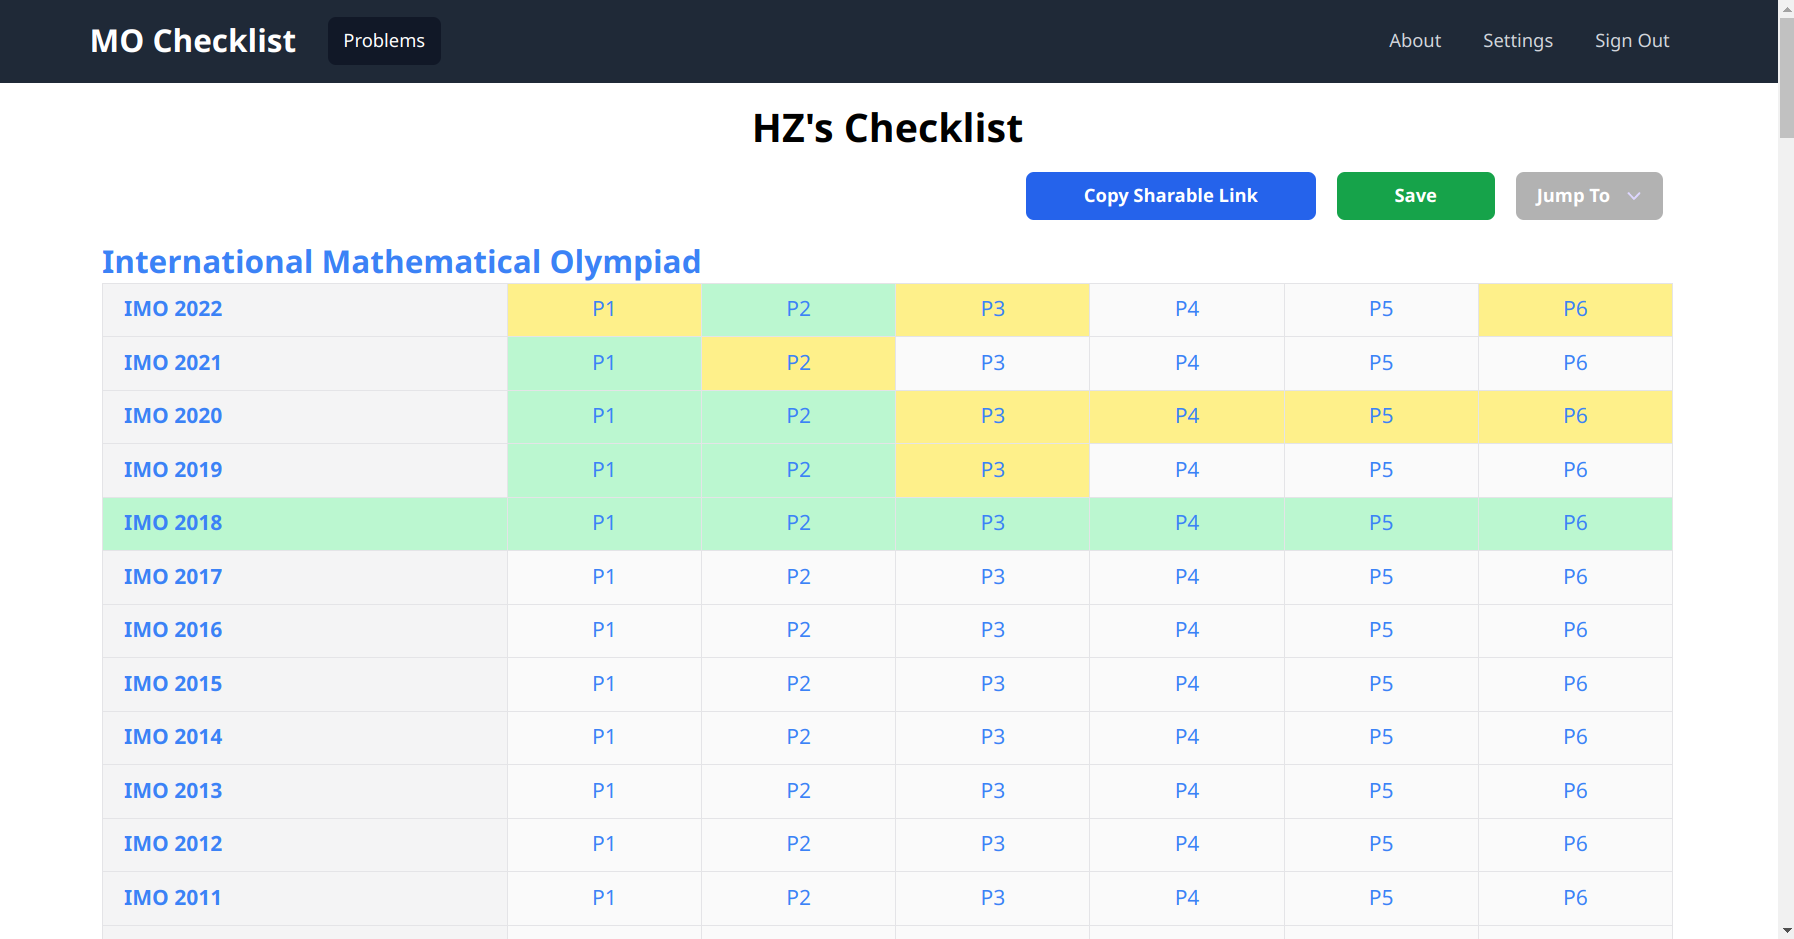 MO Checklist Problems About Settings Sign Out
HZ's Checklist
Copy Sharable Link Save Jump To
International Mathematical Olympiad
IMO 2022 P1 P2 P3 P4 P5 P6
IMO 2021 P1 P2 P3 P4 P5 P6
IMO 2020 P1 P2 P3 P4 P5 P6
IMO 2019 P1 P2 P3 P4 P5 P6
IMO 2018 P1 P2 P3 P4 P5 P6
IMO 2017 P1 P2 P3 P4 P5 P6
IMO 2016 P1 P2 P3 P4 P5 P6
IMO 2015 P1 P2 P3 P4 P5 P6
IMO 2014 P1 P2 P3 P4 P5 P6
IMO 2013 P1 P2 P3 P4 P5 P6
IMO 2012 P1 P2 P3 P4 P5 P6
IMO 2011 P1 P2 P3 P4 P5 P6